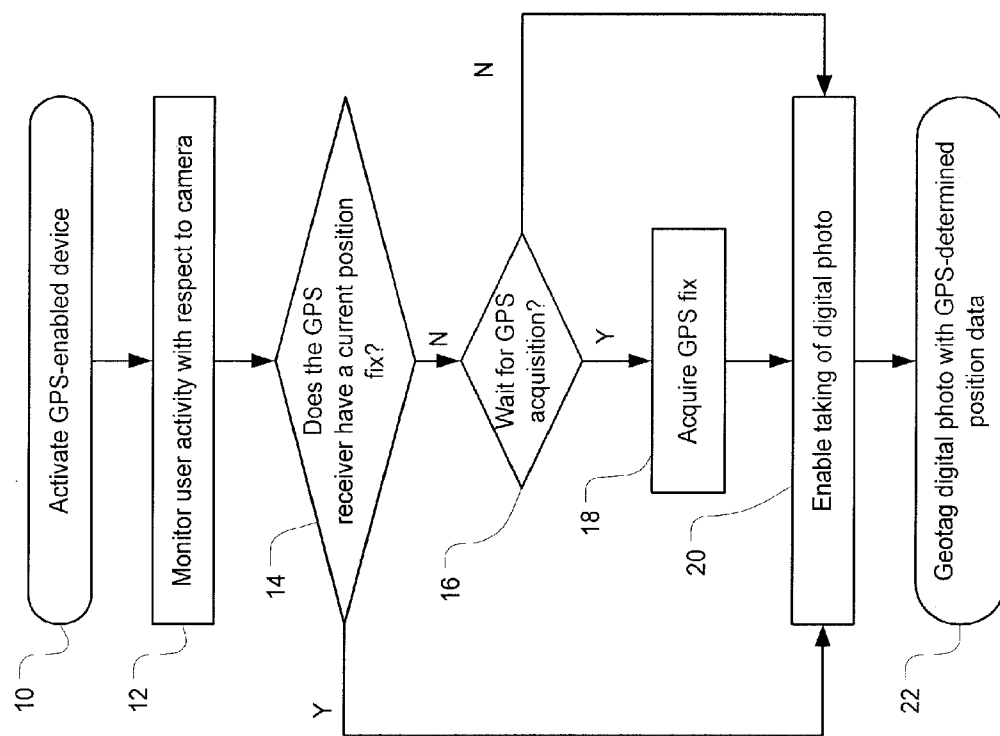 10
Activate GPS-enabled device
12
Monitor user activity with respect to camera
14
Does the GPS
receiver have a current position
fix?
Y
N
16
Wait for GPS
acquisition?
N
Y
18
Acquire GPS fix
20
Enable taking of digital photo
22
Geotag digital photo with GPS-determined
position data